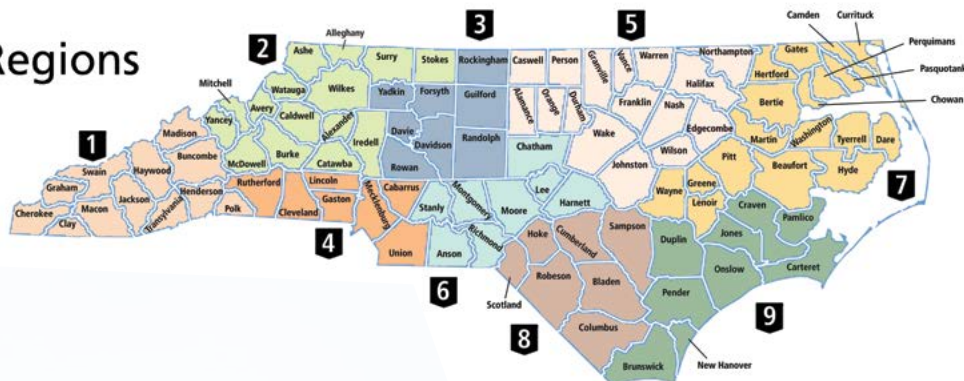 Regions
1
2
3
4
5
6
7
8
9
Alleghany
Ashe
Surry
Stokes
Rockingham
Caswell
Person
Granville
Vance
Warren
Northampton
Gates
Camden
Currituck
Perquimans
Pasquotank
Chowan
Hertford
Halifax
Bertie
Mitchell
Watauga
Wilkes
Yadkin
Forsyth
Guilford
Alamance
Orange
Durham
Franklin
Nash
Edgecombe
Martin
Washington
Tyrrell
Dare
Yancey
Avery
Caldwell
Alexander
Iredell
Davie
Davidson
Randolph
Chatham
Wake
Wilson
Pitt
Beaufort
Hyde
Madison
Buncombe
McDowell
Burke
Catawba
Rowan
Johnston
Greene
Wayne
Lenoir
Craven
Pamlico
Swain
Haywood
Henderson
Rutherford
Lincoln
Cabarrus
Montgomery
Lee
Harnett
Graham
Jackson
Transylvania
Polk
Cleveland
Gaston
Mecklenburg
Stanly
Moore
Cherokee
Macon
Clay
Union
Anson
Richmond
Hoke
Cumberland
Sampson
Duplin
Jones
Onslow
Carteret
Scotland
Robeson
Bladen
Pender
Columbus
Brunswick
New Hanover